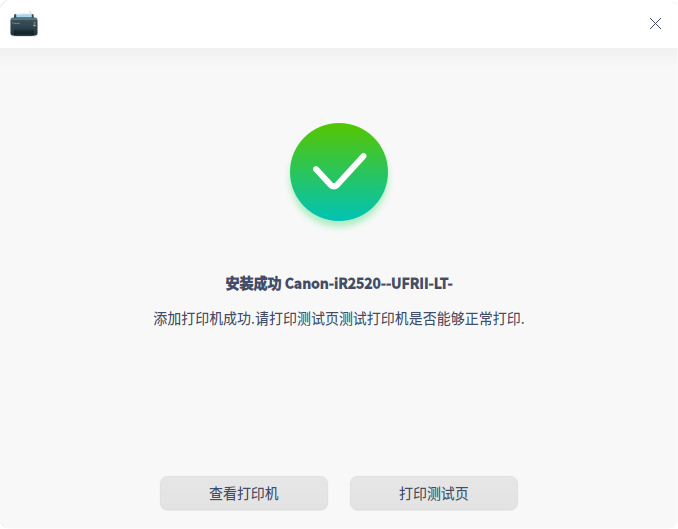 安装成功 Canon-iR2520--UFRII-LT-
添加打印机成功.请打印测试页测试打印机是否能够正常打印.
查看打印机
打印测试页